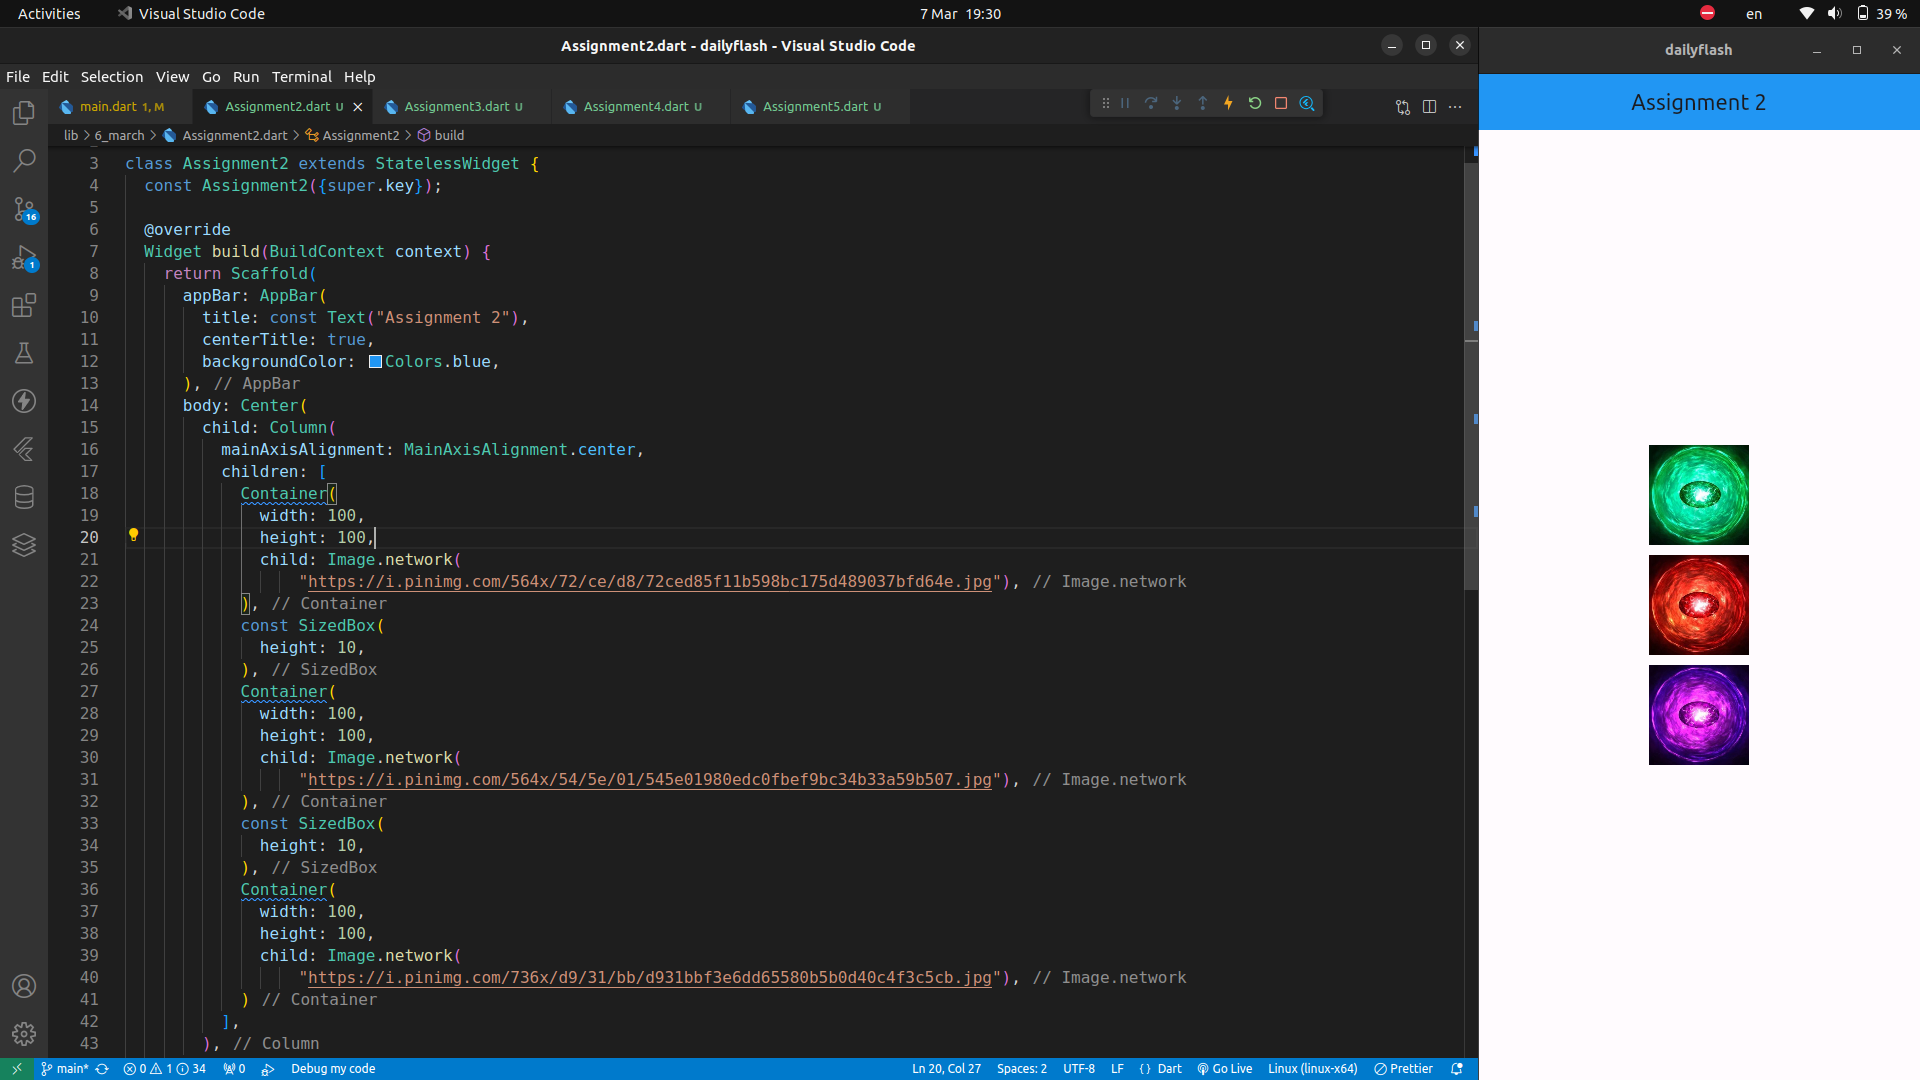 Activities
Visual Studio Code
7 Mar 19:30
en
39 %
Assignment2.dart - dailyflash - Visual Studio Code
File Edit Selection View Go Run Terminal Help
main.dart 1, M
Assignment2.dart U
Assignment3.dart U
Assignment4.dart U
Assignment5.dart U
lib > 6_march > Assignment2.dart > Assignment2 > build
3 class Assignment2 extends StatelessWidget {
4 const Assignment2({super.key});
5
6 @override
7 Widget build(BuildContext context) {
8 return Scaffold(
9 appBar: AppBar(
10 title: const Text("Assignment 2"),
11 centerTitle: true,
12 backgroundColor: Colors.blue,
13 ), // AppBar
14 body: Center(
15 child: Column(
16 mainAxisAlignment: MainAxisAlignment.center,
17 children: [
18 Container(
19 width: 100,
20 height: 100,
21 child: Image.network(
22 "https://i.pinimg.com/564x/72/ce/d8/72ced85f11b598bc175d489037bfd64e.jpg"), // Image.network
23 ), // Container
24 const SizedBox(
25 height: 10,
26 ), // SizedBox
27 Container(
28 width: 100,
29 height: 100,
30 child: Image.network(
31 "https://i.pinimg.com/564x/54/5e/01/545e01980edc0fbef9bc34b33a59b507.jpg"), // Image.network
32 ), // Container
33 const SizedBox(
34 height: 10,
35 ), // SizedBox
36 Container(
37 width: 100,
38 height: 100,
39 child: Image.network(
40 "https://i.pinimg.com/736x/d9/31/bb/d931bbf3e6dd65580b5b0d40c4f3c5cb.jpg"), // Image.network
41 ) // Container
42 ],
43 ), // Column
16
1
main* 0 1 34 0 Debug my code
Ln 20, Col 27 Spaces: 2 UTF-8 LF {} Dart Go Live Linux (linux-x64) Prettier
dailyflash
Assignment 2